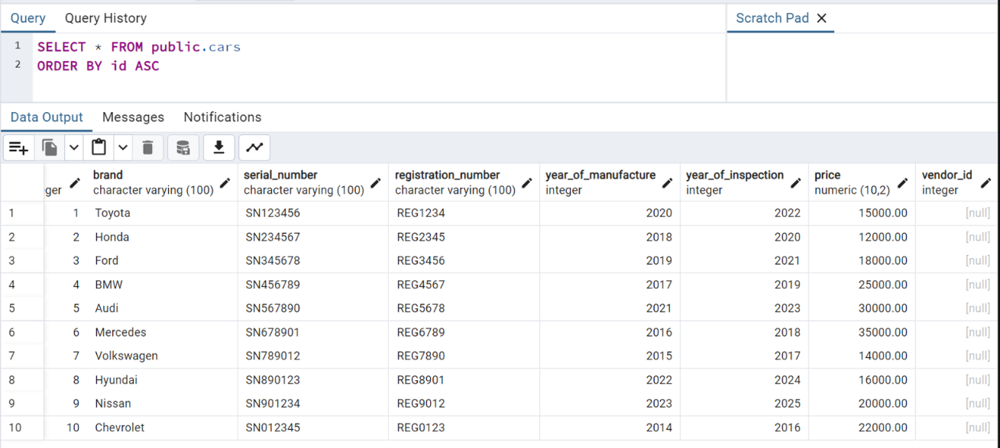 Query Query History Scratch Pad
1 SELECT * FROM public.cars
2 ORDER BY id ASC
Data Output Messages Notifications
brand serial_number registration_number year_of_manufacture year_of_inspection price vendor_id
ger character varying (100) character varying (100) character varying (100) integer integer numeric (10,2) integer
1 1 Toyota SN123456 REG1234 2020 2022 15000.00 [null]
2 2 Honda SN234567 REG2345 2018 2020 12000.00 [null]
3 3 Ford SN345678 REG3456 2019 2021 18000.00 [null]
4 4 BMW SN456789 REG4567 2017 2019 25000.00 [null]
5 5 Audi SN567890 REG5678 2021 2023 30000.00 [null]
6 6 Mercedes SN678901 REG6789 2016 2018 35000.00 [null]
7 7 Volkswagen SN789012 REG7890 2015 2017 14000.00 [null]
8 8 Hyundai SN890123 REG8901 2022 2024 16000.00 [null]
9 9 Nissan SN901234 REG9012 2023 2025 20000.00 [null]
10 10 Chevrolet SN012345 REG0123 2014 2016 22000.00 [null]